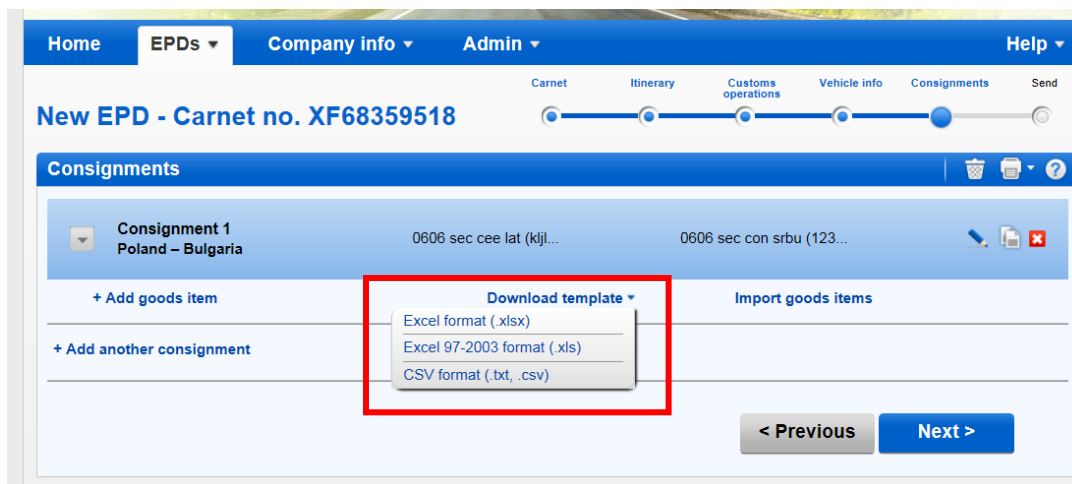 Home EPDs Company info Admin Help
Carnet Itinerary Customs operations Vehicle info Consignments Send
New EPD - Carnet no. XF68359518
Consignments
Consignment 1
Poland – Bulgaria
0606 sec cee lat (kljl...
0606 sec con srbu (123...
+ Add goods item Download template Import goods items
Excel format (.xlsx)
Excel 97-2003 format (.xls)
CSV format (.txt, .csv)
+ Add another consignment
< Previous Next >